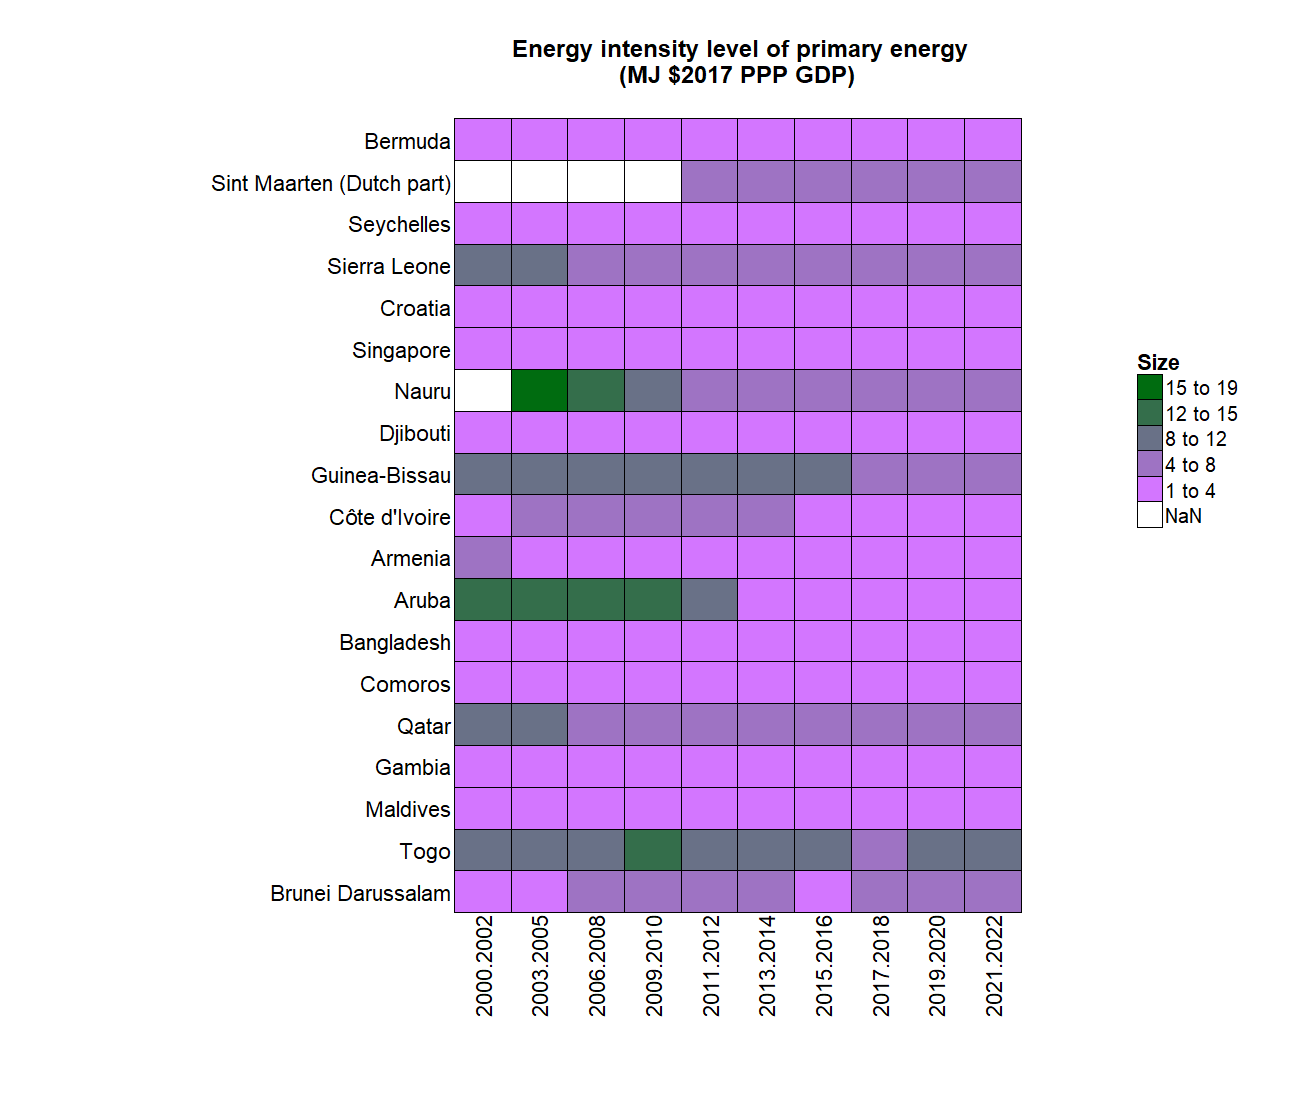 Energy intensity level of primary energy
(MJ $2017 PPP GDP)
Bermuda
Sint Maarten (Dutch part)
Seychelles
Sierra Leone
Croatia
Singapore
Nauru
Djibouti
Guinea-Bissau
Côte d'Ivoire
Armenia
Aruba
Bangladesh
Comoros
Qatar
Gambia
Maldives
Togo
Brunei Darussalam
2000.2002
2003.2005
2006.2008
2009.2010
2011.2012
2013.2014
2015.2016
2017.2018
2019.2020
2021.2022
Size
15 to 19
12 to 15
8 to 12
4 to 8
1 to 4
NaN